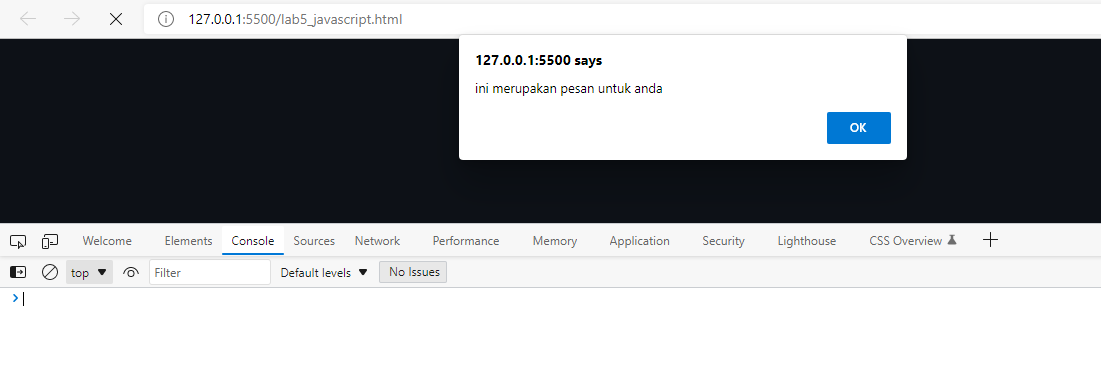 127.0.0.1:5500/lab5_javascript.html
127.0.0.1:5500 says
ini merupakan pesan untuk anda
OK
Welcome Elements Console Sources Network Performance Memory Application Security Lighthouse CSS Overview
top Filter Default levels No Issues